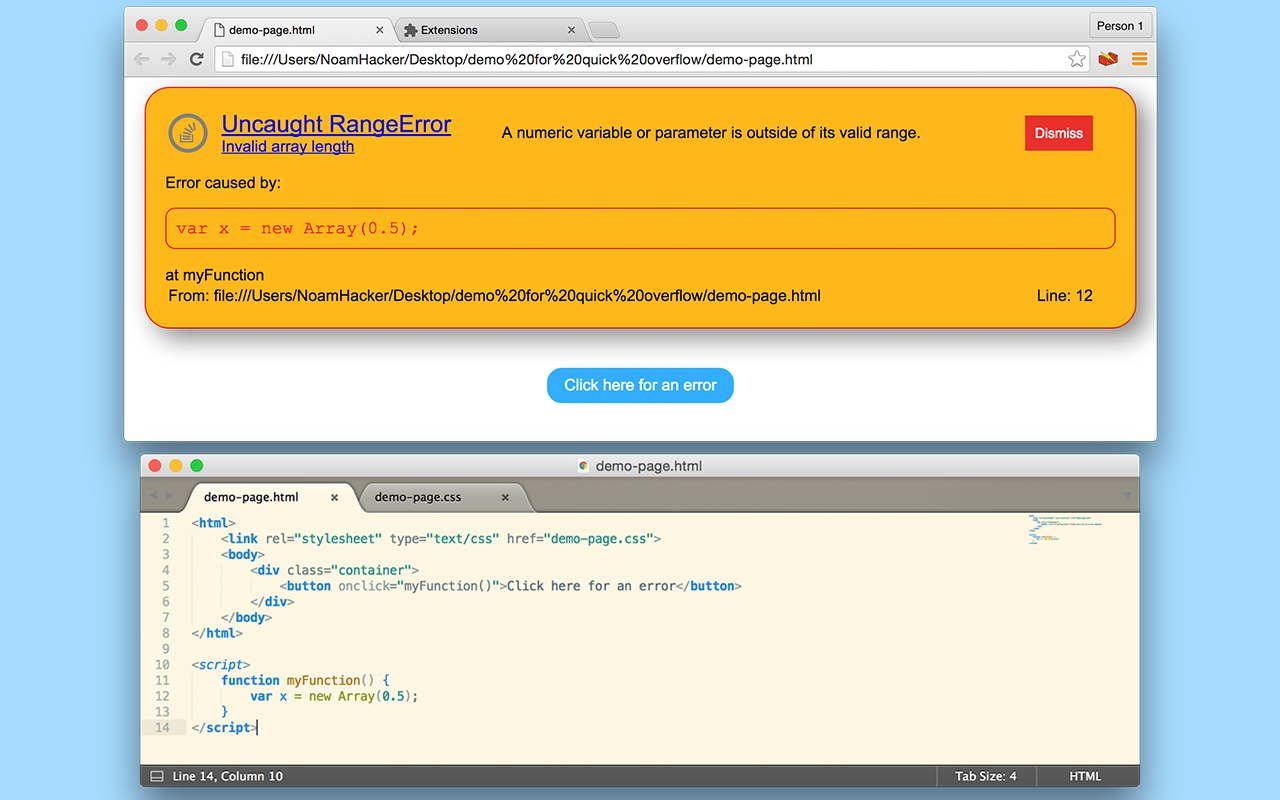 demo-page.html
Extensions
Person 1
file:///Users/NoamHacker/Desktop/demo%20for%20quick%20overflow/demo-page.html
Uncaught RangeError
Invalid array length
A numeric variable or parameter is outside of its valid range.
Dismiss
Error caused by:
var x = new Array(0.5);
at myFunction
From: file:///Users/NoamHacker/Desktop/demo%20for%20quick%20overflow/demo-page.html
Line: 12
Click here for an error
demo-page.html
demo-page.html
demo-page.css
1 <html>
2 <link rel="stylesheet" type="text/css" href="demo-page.css">
3 <body>
4 <div class="container">
5 <button onclick="myFunction()">Click here for an error</button>
6 </div>
7 </body>
8 </html>
9
10 <script>
11 function myFunction() {
12 var x = new Array(0.5);
13 }
14 </script>
Line 14, Column 10
Tab Size: 4
HTML